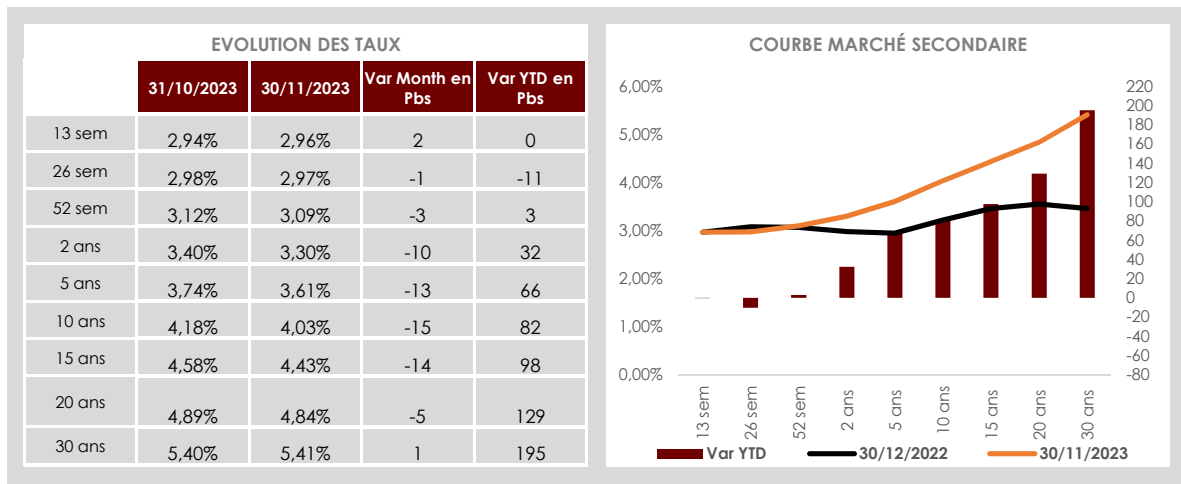 EVOLUTION DES TAUX
31/10/2023 30/11/2023 Var Month en Pbs Var YTD en Pbs
13 sem 2,94% 2,96% 2 0
26 sem 2,98% 2,97% -1 -11
52 sem 3,12% 3,09% -3 3
2 ans 3,40% 3,30% -10 32
5 ans 3,74% 3,61% -13 66
10 ans 4,18% 4,03% -15 82
15 ans 4,58% 4,43% -14 98
20 ans 4,89% 4,84% -5 129
30 ans 5,40% 5,41% 1 195
COURBE MARCHÉ SECONDAIRE
6,00%
5,00%
4,00%
3,00%
2,00%
1,00%
0,00%
220
200
180
160
140
120
100
80
60
40
20
0
-20
-40
-60
-80
13 sem
26 sem
52 sem
2 ans
5 ans
10 ans
15 ans
20 ans
30 ans
Var YTD 30/12/2022 30/11/2023